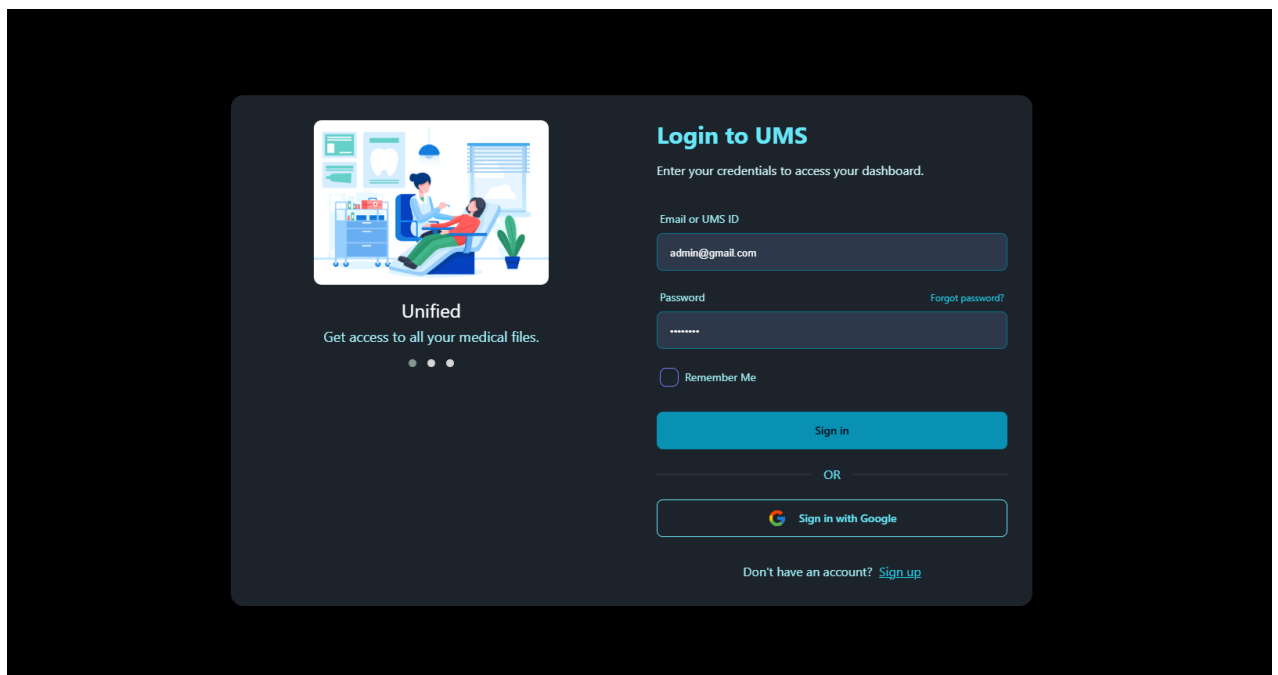 Unified
Get access to all your medical files.
Login to UMS
Enter your credentials to access your dashboard.
Email or UMS ID
admin@gmail.com
Password
Forgot password?
••••••••
Remember Me
Sign in
OR
Sign in with Google
Don't have an account? Sign up